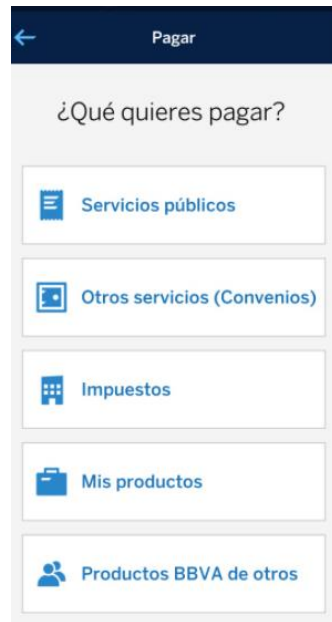 Pagar
¿Qué quieres pagar?
Servicios públicos
Otros servicios (Convenios)
Impuestos
Mis productos
Productos BBVA de otros